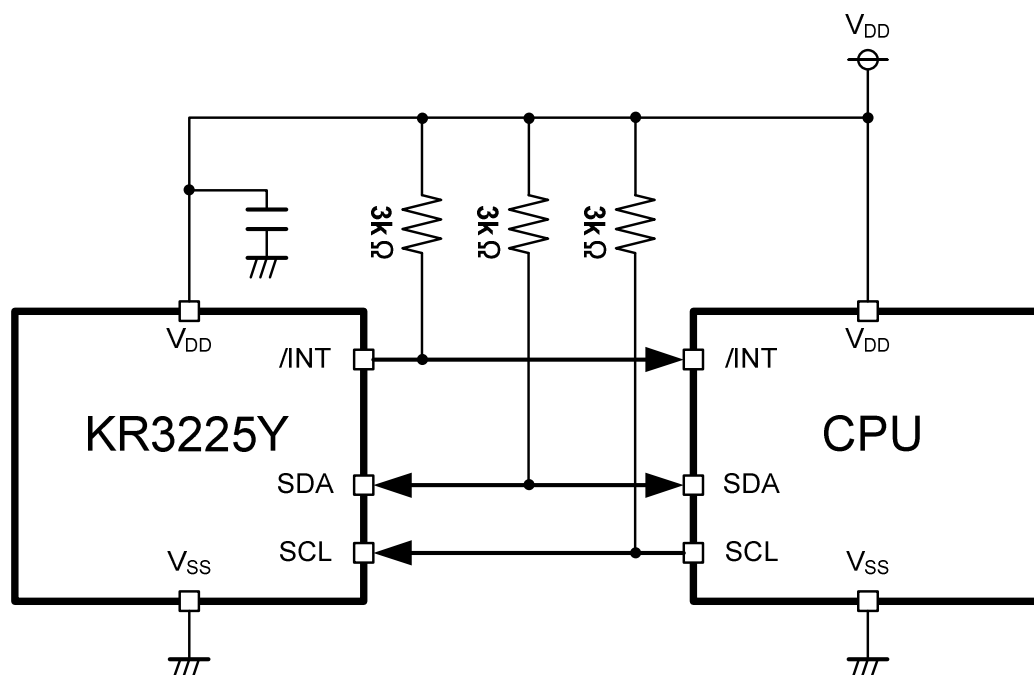 VDD
3kΩ 3kΩ 3kΩ
VDD VDD
/INT /INT
KR3225Y CPU
SDA SDA
SCL SCL
VSS VSS